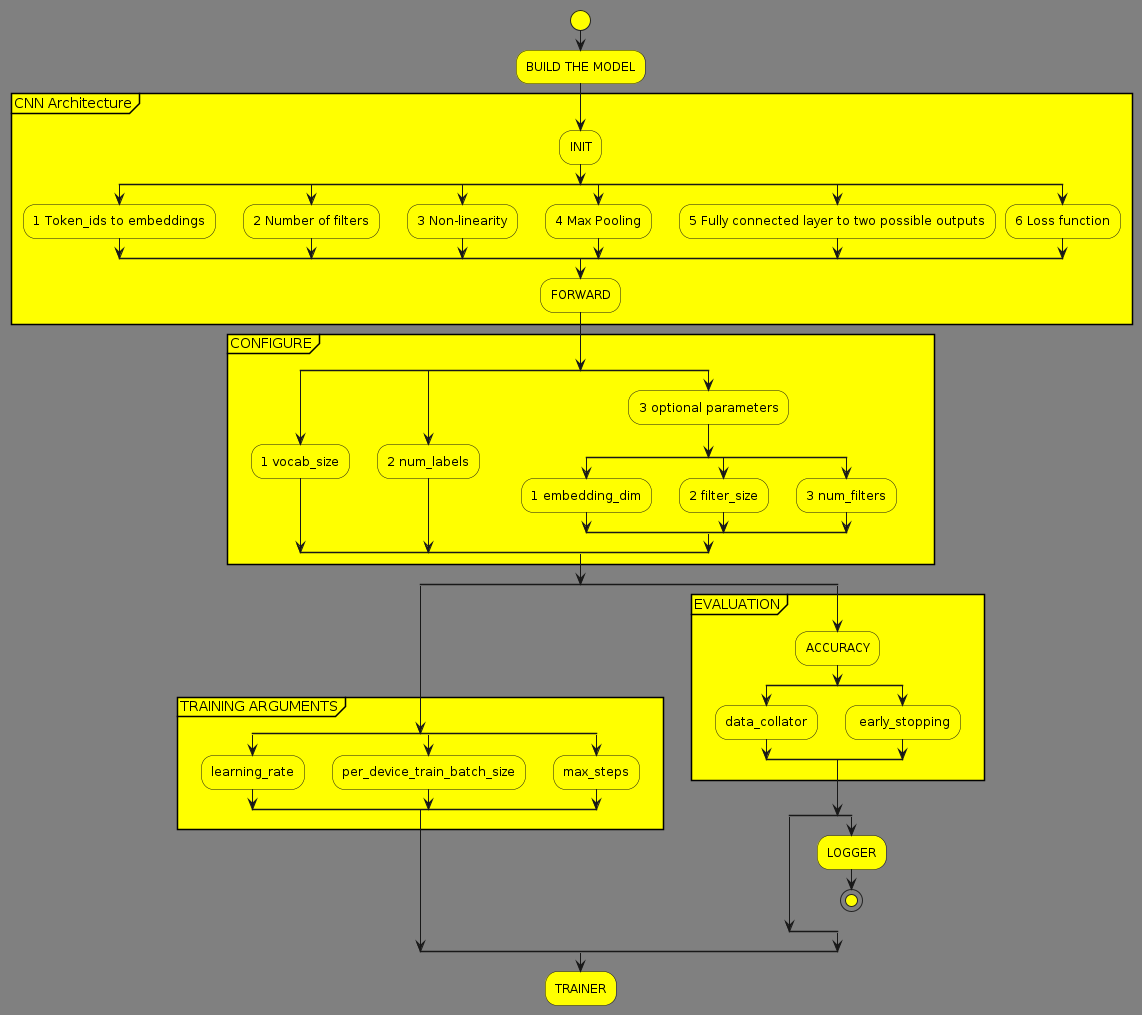 BUILD THE MODEL
CNN Architecture
INIT
1 Token_ids to embeddings
2 Number of filters
3 Non-linearity
4 Max Pooling
5 Fully connected layer to two possible outputs
6 Loss function
FORWARD
CONFIGURE
3 optional parameters
1 vocab_size
2 num_labels
1 embedding_dim
2 filter_size
3 num_filters
EVALUATION
ACCURACY
TRAINING ARGUMENTS
data_collator
early_stopping
learning_rate
per_device_train_batch_size
max_steps
LOGGER
TRAINER